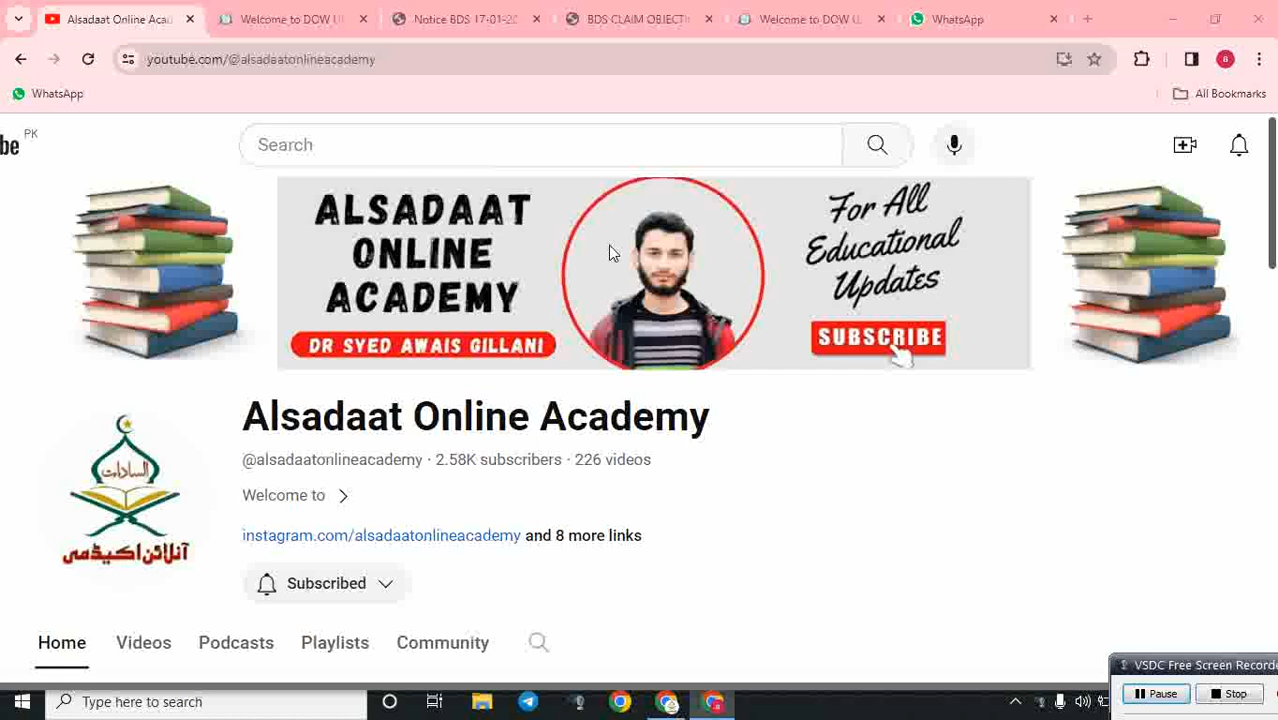 Alsadaat Online Acad
Welcome to DOW U
Notice BDS 17-01-20
BDS CLAIM OBJECTI
Welcome to DOW U
WhatsApp
youtube.com/@alsadaatonlineacademy
a
WhatsApp
All Bookmarks
be PK
Search
ALSADAAT
ONLINE
ACADEMY
DR SYED AWAIS GILLANI
For All
Educational
Updates
SUBSCRIBE
السادات
آنلائن اکیڈمی
Alsadaat Online Academy
@alsadaatonlineacademy · 2.58K subscribers · 226 videos
Welcome to
instagram.com/alsadaatonlineacademy and 8 more links
Subscribed
Home
Videos
Podcasts
Playlists
Community
VSDC Free Screen Recorde
Pause
Stop
Type here to search